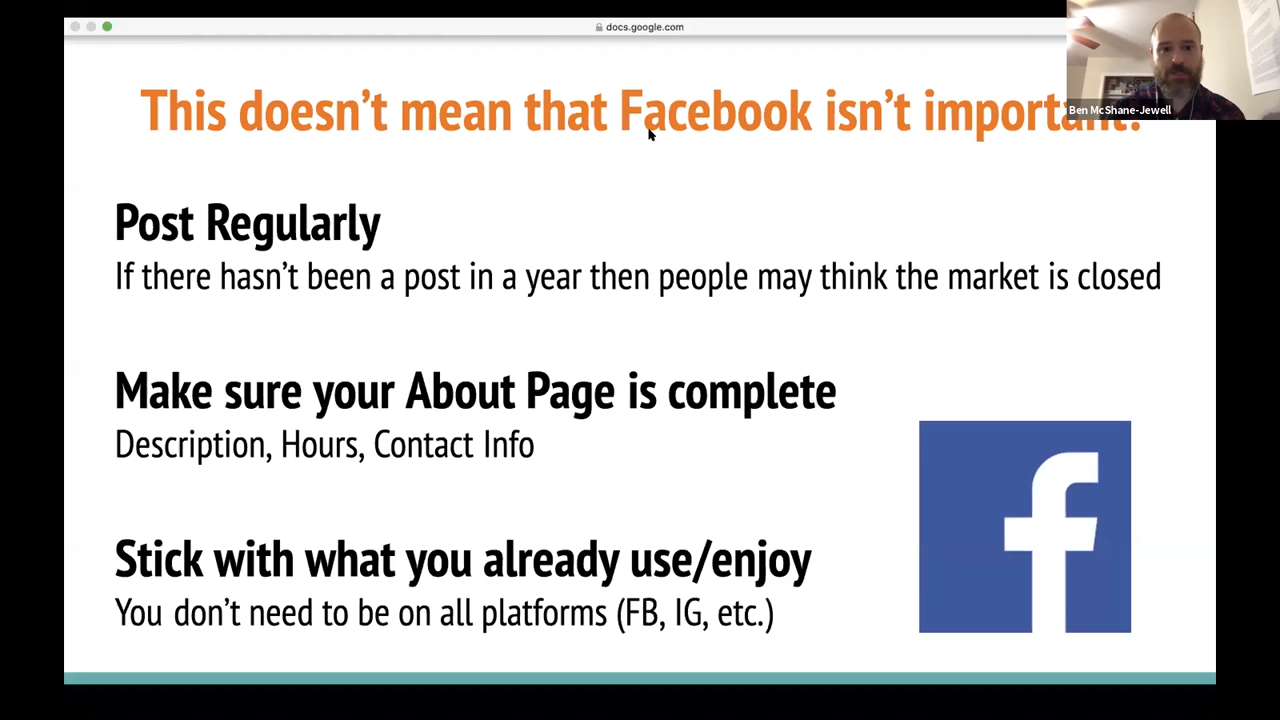 docs.google.com
Ben McShane-Jewell
This doesn't mean that Facebook isn't important!
Post Regularly
If there hasn't been a post in a year then people may think the market is closed
Make sure your About Page is complete
Description, Hours, Contact Info
Stick with what you already use/enjoy
You don't need to be on all platforms (FB, IG, etc.)